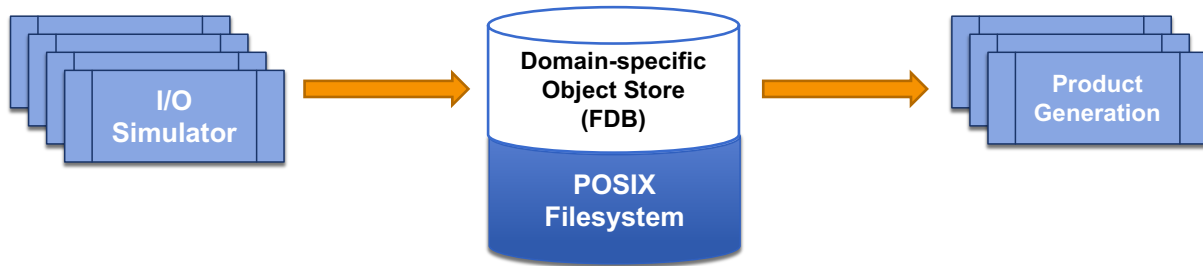 I/O
Simulator
Domain-specific
Object Store
(FDB)
POSIX
Filesystem
Product
Generation